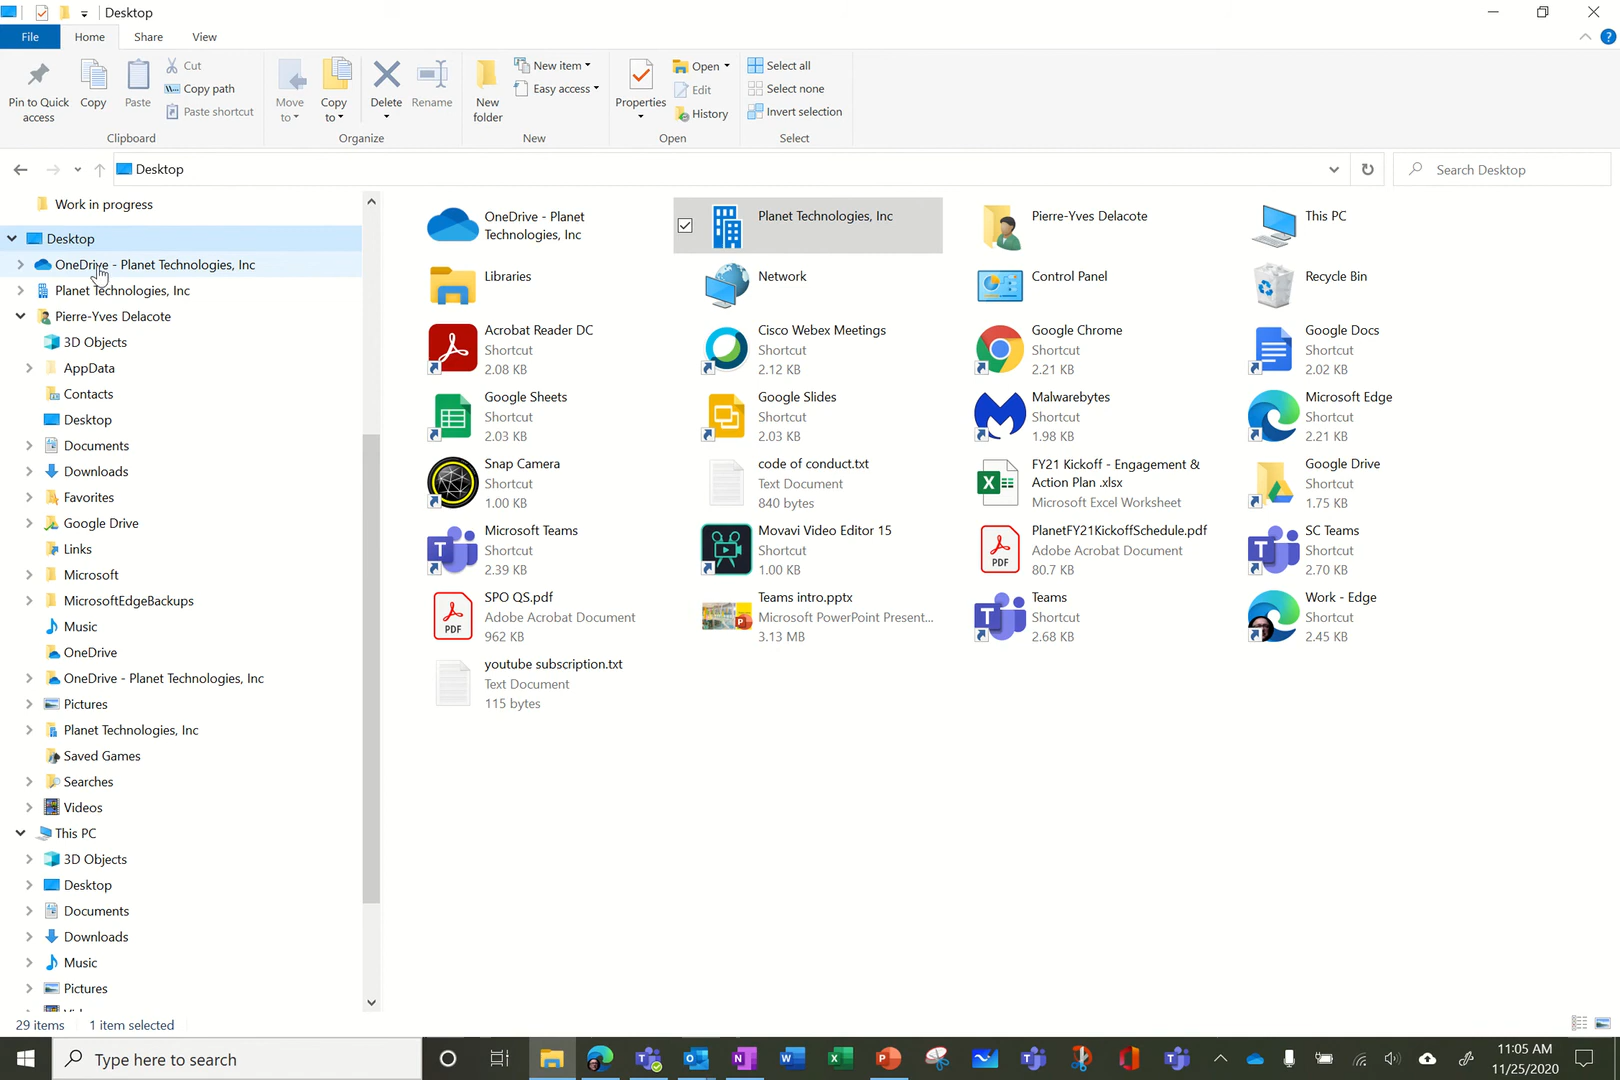 Desktop
File
Home
Share
View
Pin to Quick
access
Copy
Paste
Cut
Copy path
Paste shortcut
Clipboard
Move
to
Copy
to
Delete
Rename
Organize
New
folder
New item
Easy access
New
Properties
Open
Edit
History
Open
Select all
Select none
Invert selection
Select
Desktop
Search Desktop
Work in progress
Desktop
OneDrive - Planet Technologies, Inc
Planet Technologies, Inc
Pierre-Yves Delacote
3D Objects
AppData
Contacts
Desktop
Documents
Downloads
Favorites
Google Drive
Links
Microsoft
MicrosoftEdgeBackups
Music
OneDrive
OneDrive - Planet Technologies, Inc
Pictures
Planet Technologies, Inc
Saved Games
Searches
Videos
This PC
3D Objects
Desktop
Documents
Downloads
Music
Pictures
OneDrive - Planet
Technologies, Inc
Planet Technologies, Inc
Pierre-Yves Delacote
This PC
Libraries
Network
Control Panel
Recycle Bin
Acrobat Reader DC
Shortcut
2.08 KB
Cisco Webex Meetings
Shortcut
2.12 KB
Google Chrome
Shortcut
2.21 KB
Google Docs
Shortcut
2.02 KB
Google Sheets
Shortcut
2.03 KB
Google Slides
Shortcut
2.03 KB
Malwarebytes
Shortcut
1.98 KB
Microsoft Edge
Shortcut
2.21 KB
Snap Camera
Shortcut
1.00 KB
code of conduct.txt
Text Document
840 bytes
FY21 Kickoff - Engagement &
Action Plan .xlsx
Microsoft Excel Worksheet
Google Drive
Shortcut
1.75 KB
Microsoft Teams
Shortcut
2.39 KB
Movavi Video Editor 15
Shortcut
1.00 KB
PDF
PlanetFY21KickoffSchedule.pdf
Adobe Acrobat Document
80.7 KB
SC Teams
Shortcut
2.70 KB
PDF
SPO QS.pdf
Adobe Acrobat Document
962 KB
Teams intro.pptx
Microsoft PowerPoint Present...
3.13 MB
Teams
Shortcut
2.68 KB
Work - Edge
Shortcut
2.45 KB
youtube subscription.txt
Text Document
115 bytes
29 items
1 item selected
Type here to search
11:05 AM
11/25/2020